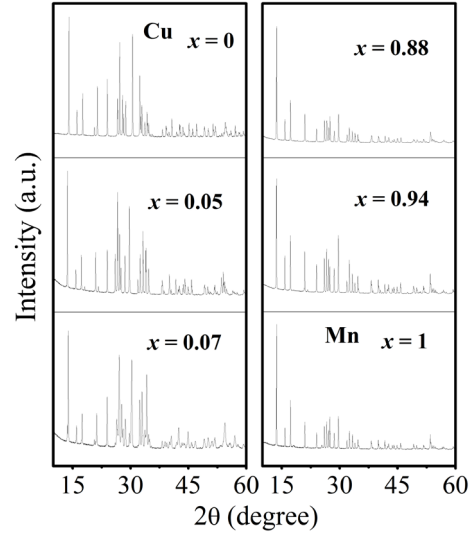 Cu x = 0
x = 0.05
x = 0.07
x = 0.88
x = 0.94
Mn x = 1
Intensity (a.u.)
15 30 45 60
15 30 45 60
2θ (degree)